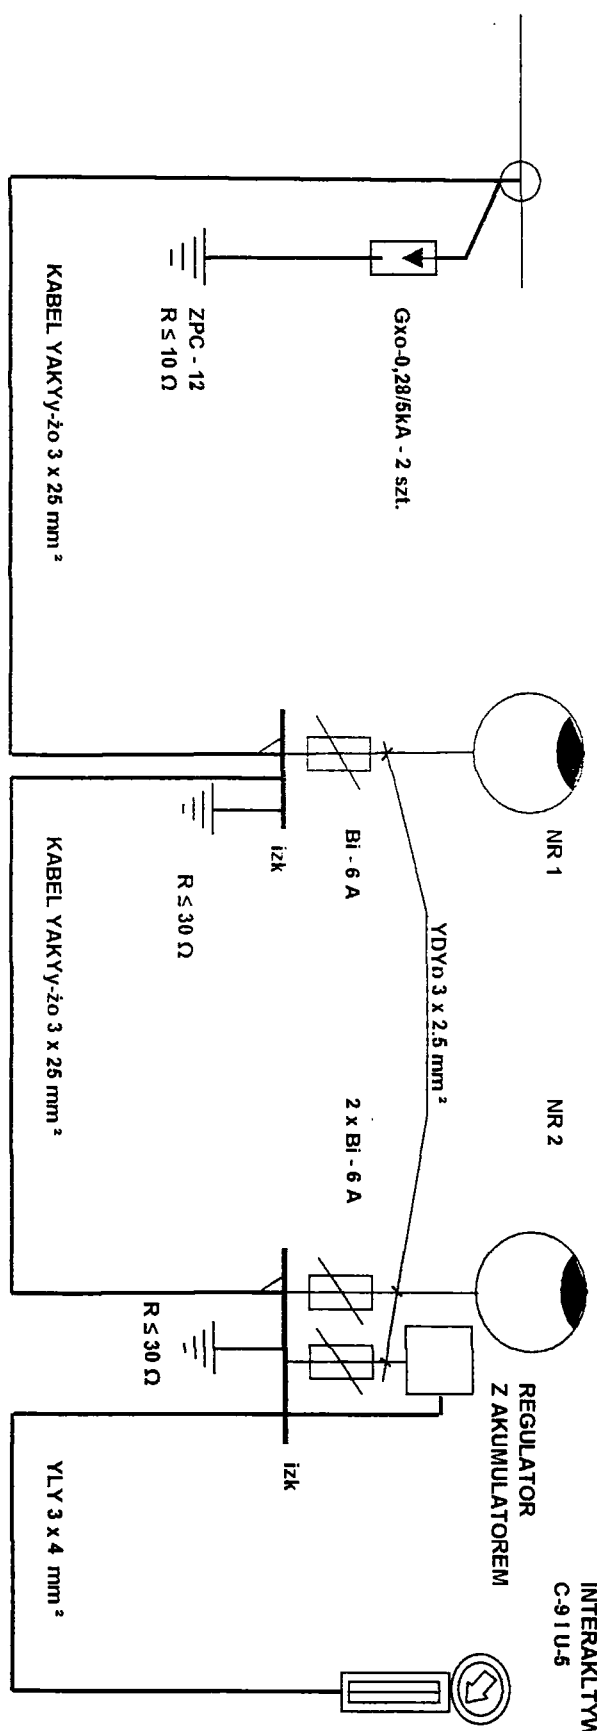 Gxo-0,28/5kA - 2 szt.
ZPC - 12
R ≤ 10 Ω
KABEL YAKYy-żo 3 x 25 mm²
NR 1
Bi - 6 A
izk
R ≤ 30 Ω
KABEL YAKYy-żo 3 x 25 mm²
YDYp 3 x 2.5 mm²
NR 2
2 x Bi - 6 A
R ≤ 30 Ω
izk
REGULATOR
Z AKUMULATOREM
YLY 3 x 4 mm²
C-9 I U-5